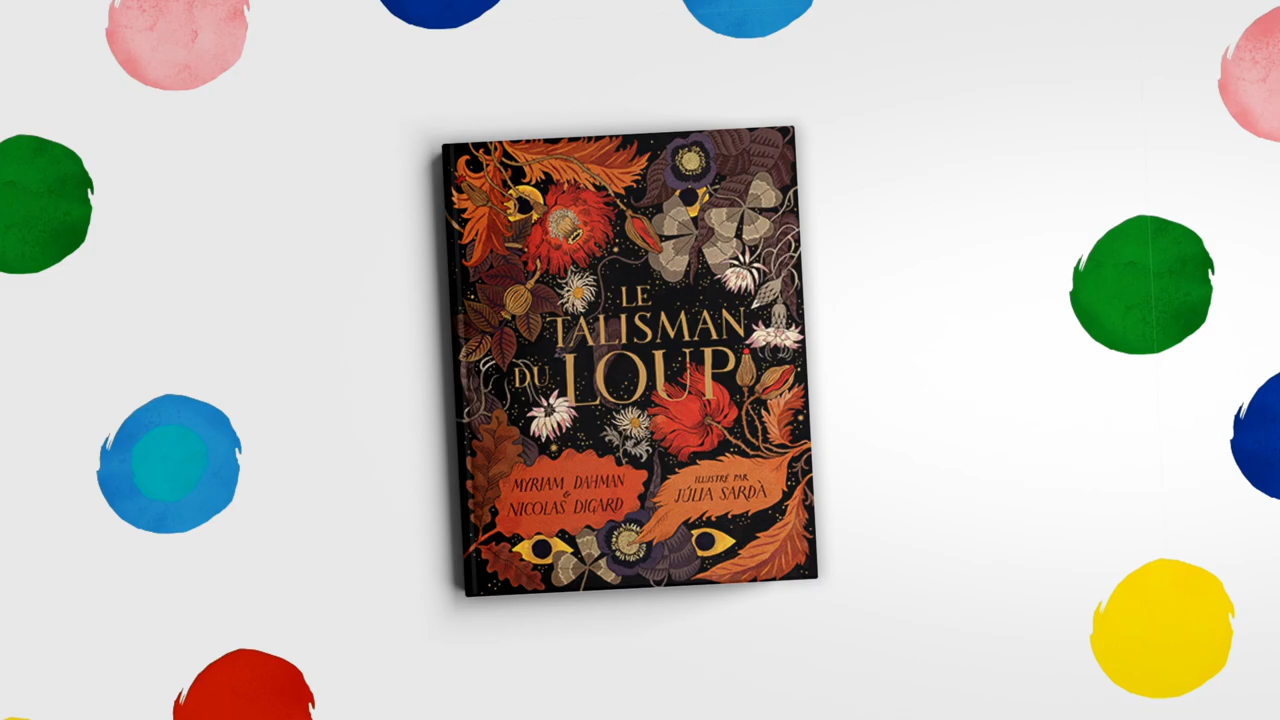 LE
TALISMAN
DU LOUP
MYRIAM DAHMAN
&
NICOLAS DIGARD
ILLUSTRÉ PAR
JÚLIA SARDÀ